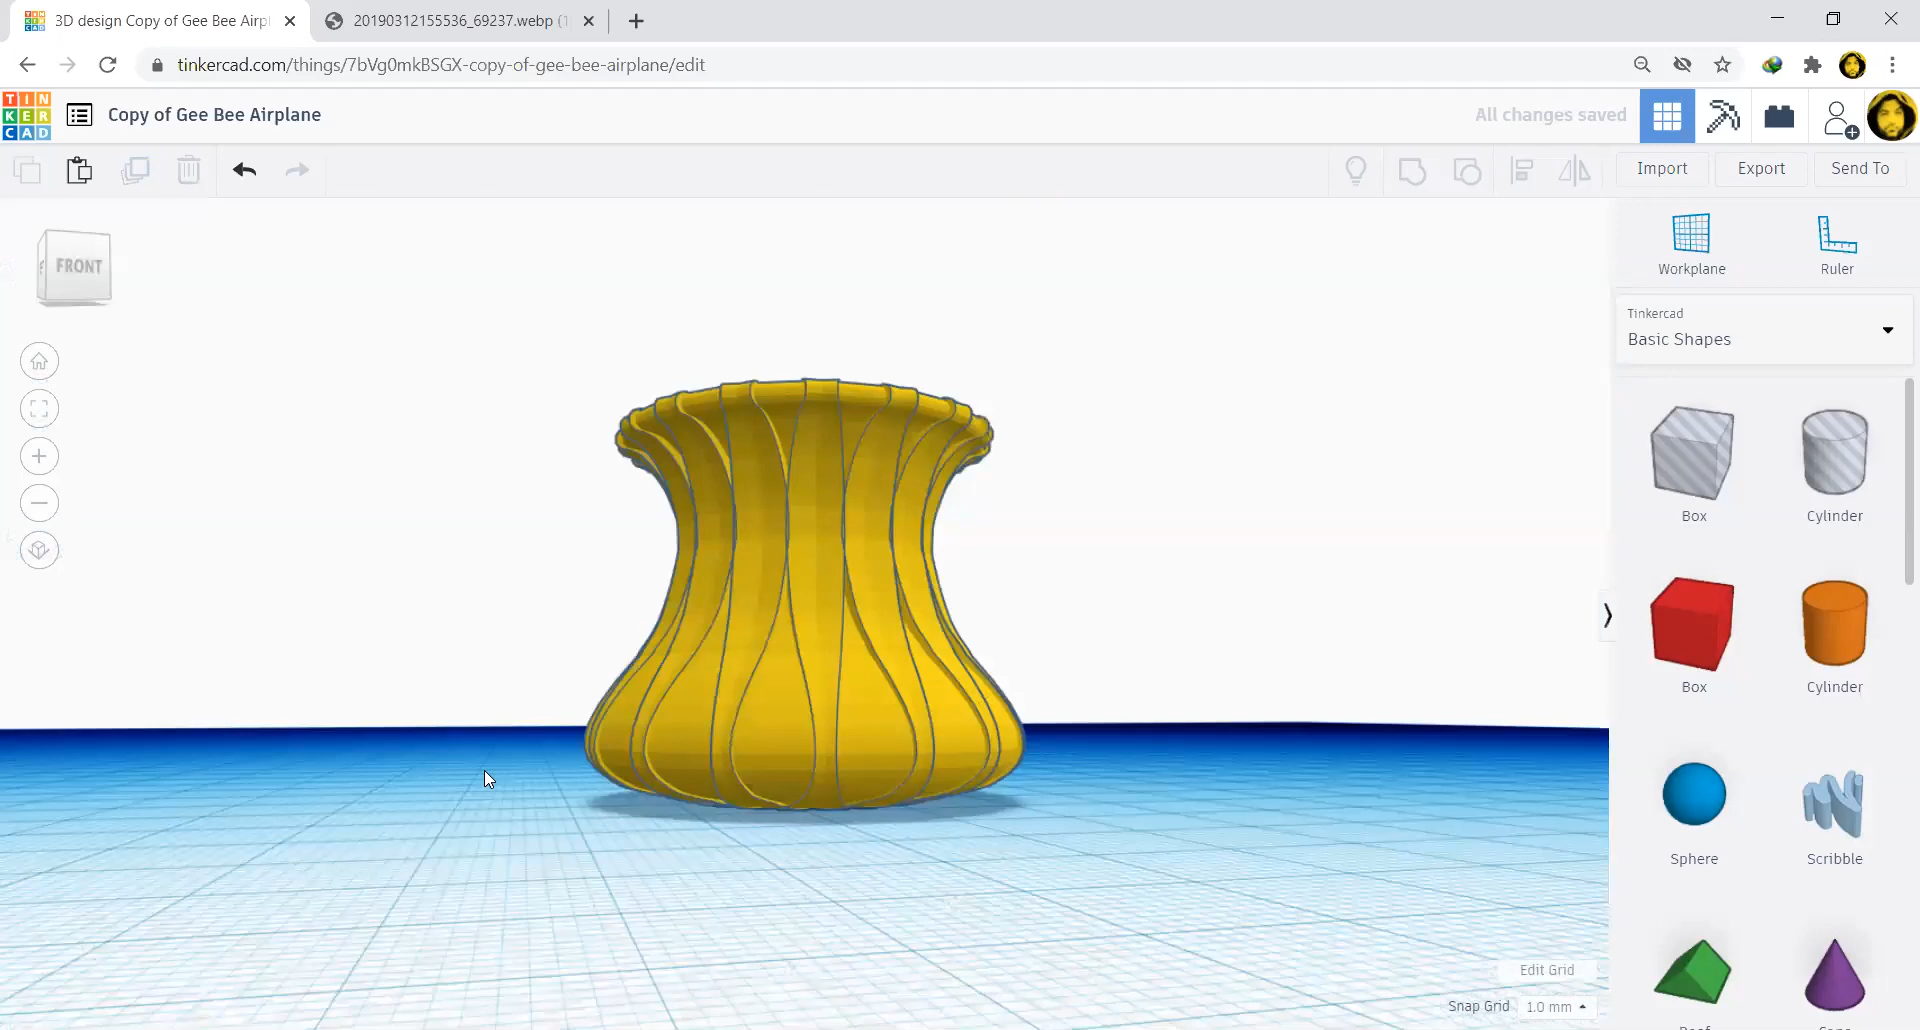 3D design Copy of Gee Bee Airpl
20190312155536_69237.webp (1
tinkercad.com/things/7bVg0mkBSGX-copy-of-gee-bee-airplane/edit
TIN
KER
CAD
Copy of Gee Bee Airplane
All changes saved
Import
Export
Send To
FRONT
Workplane
Ruler
Tinkercad
Basic Shapes
Box
Cylinder
Box
Cylinder
Sphere
Scribble
Edit Grid
Snap Grid
1.0 mm